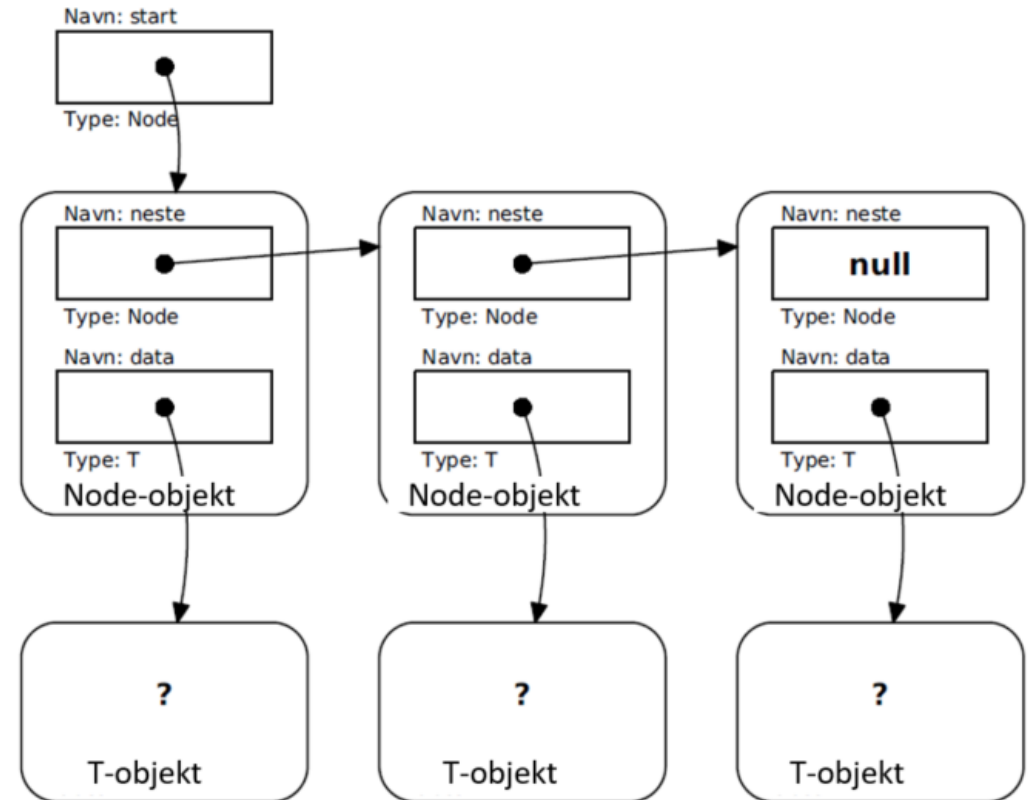 Navn: start
Type: Node
Navn: neste
Type: Node
Navn: data
Type: T
Node-objekt
Navn: neste
Type: Node
Navn: data
Type: T
Node-objekt
Navn: neste
null
Type: Node
Navn: data
Type: T
Node-objekt
?
T-objekt
?
T-objekt
?
T-objekt